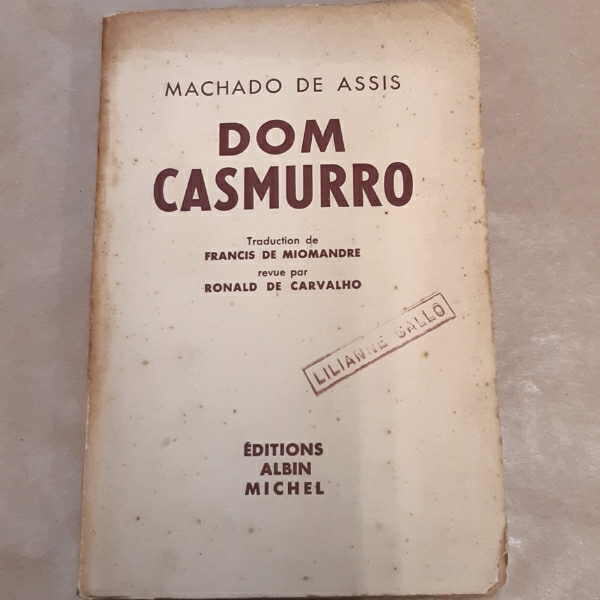 MACHADO DE ASSIS
DOM
CASMURRO
Traduction de
FRANCIS DE MIOMANDRE
revue par
RONALD DE CARVALHO
LILIANNE GALLO
ÉDITIONS
ALBIN
MICHEL